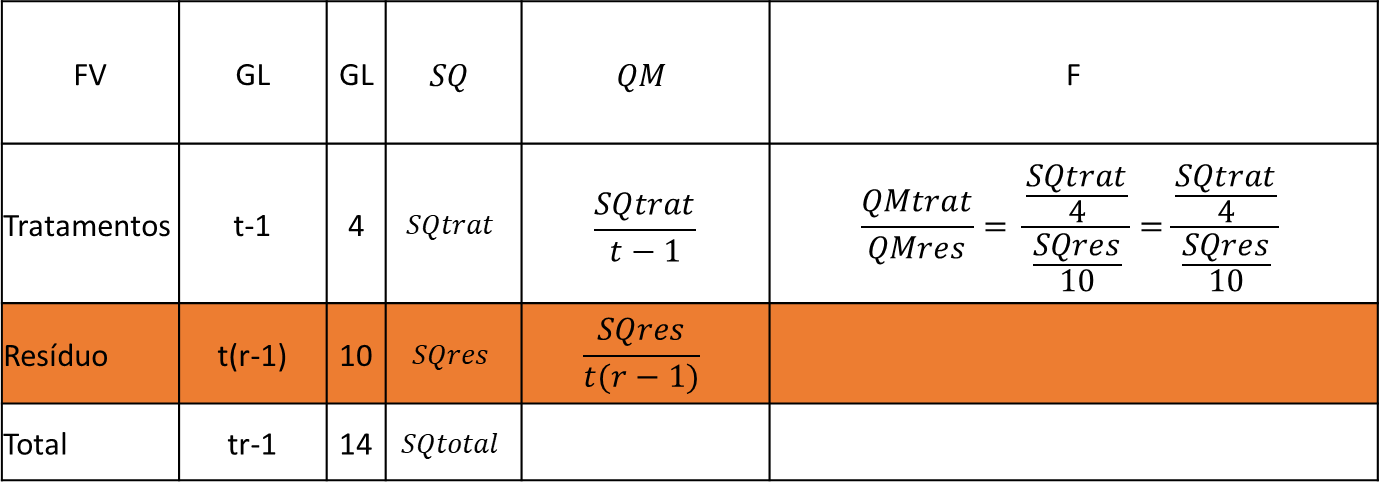 FV GL GL SQ QM F
Tratamentos t-1 4 SQtrat SQtrat/(t − 1) QMtrat/QMres = (SQtrat/4)/(SQres/10) = (SQtrat/4)/(SQres/10)
Resíduo t(r-1) 10 SQres SQres/(t(r − 1))
Total tr-1 14 SQtotal